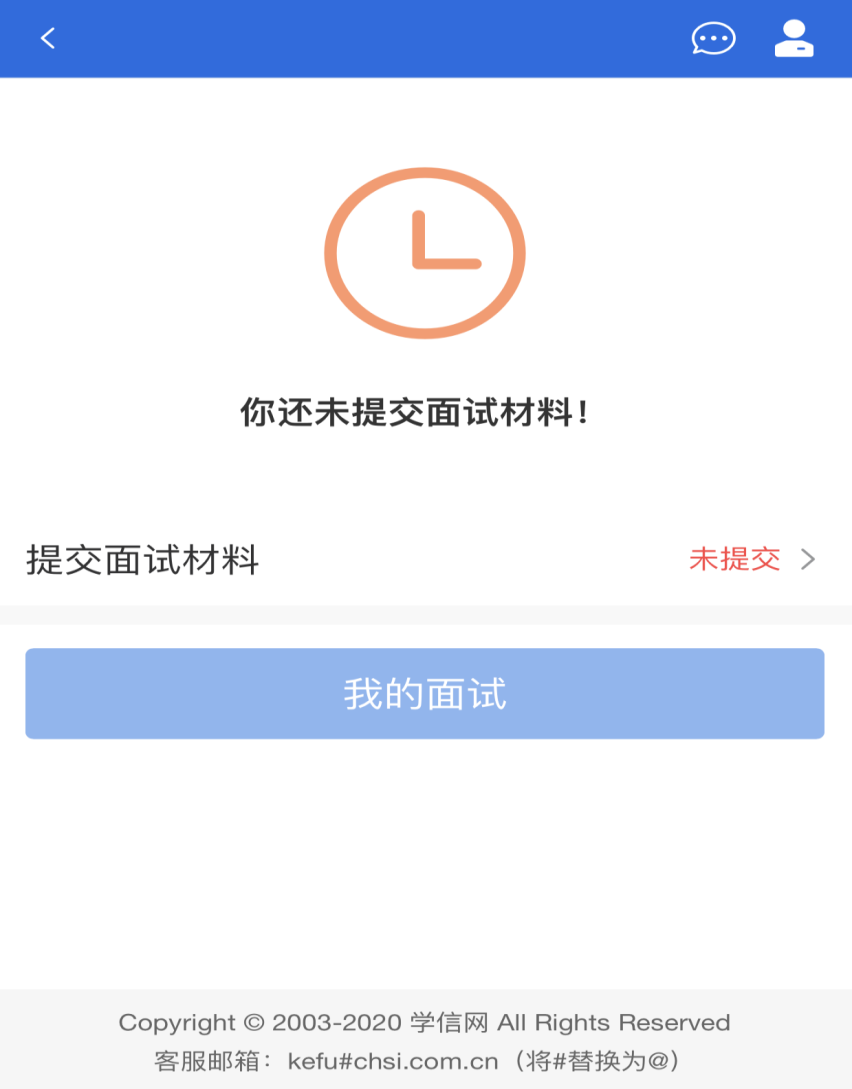 你还未提交面试材料！
提交面试材料 未提交
我的面试
Copyright © 2003-2020 学信网 All Rights Reserved
客服邮箱：kefu#chsi.com.cn（将#替换为@）